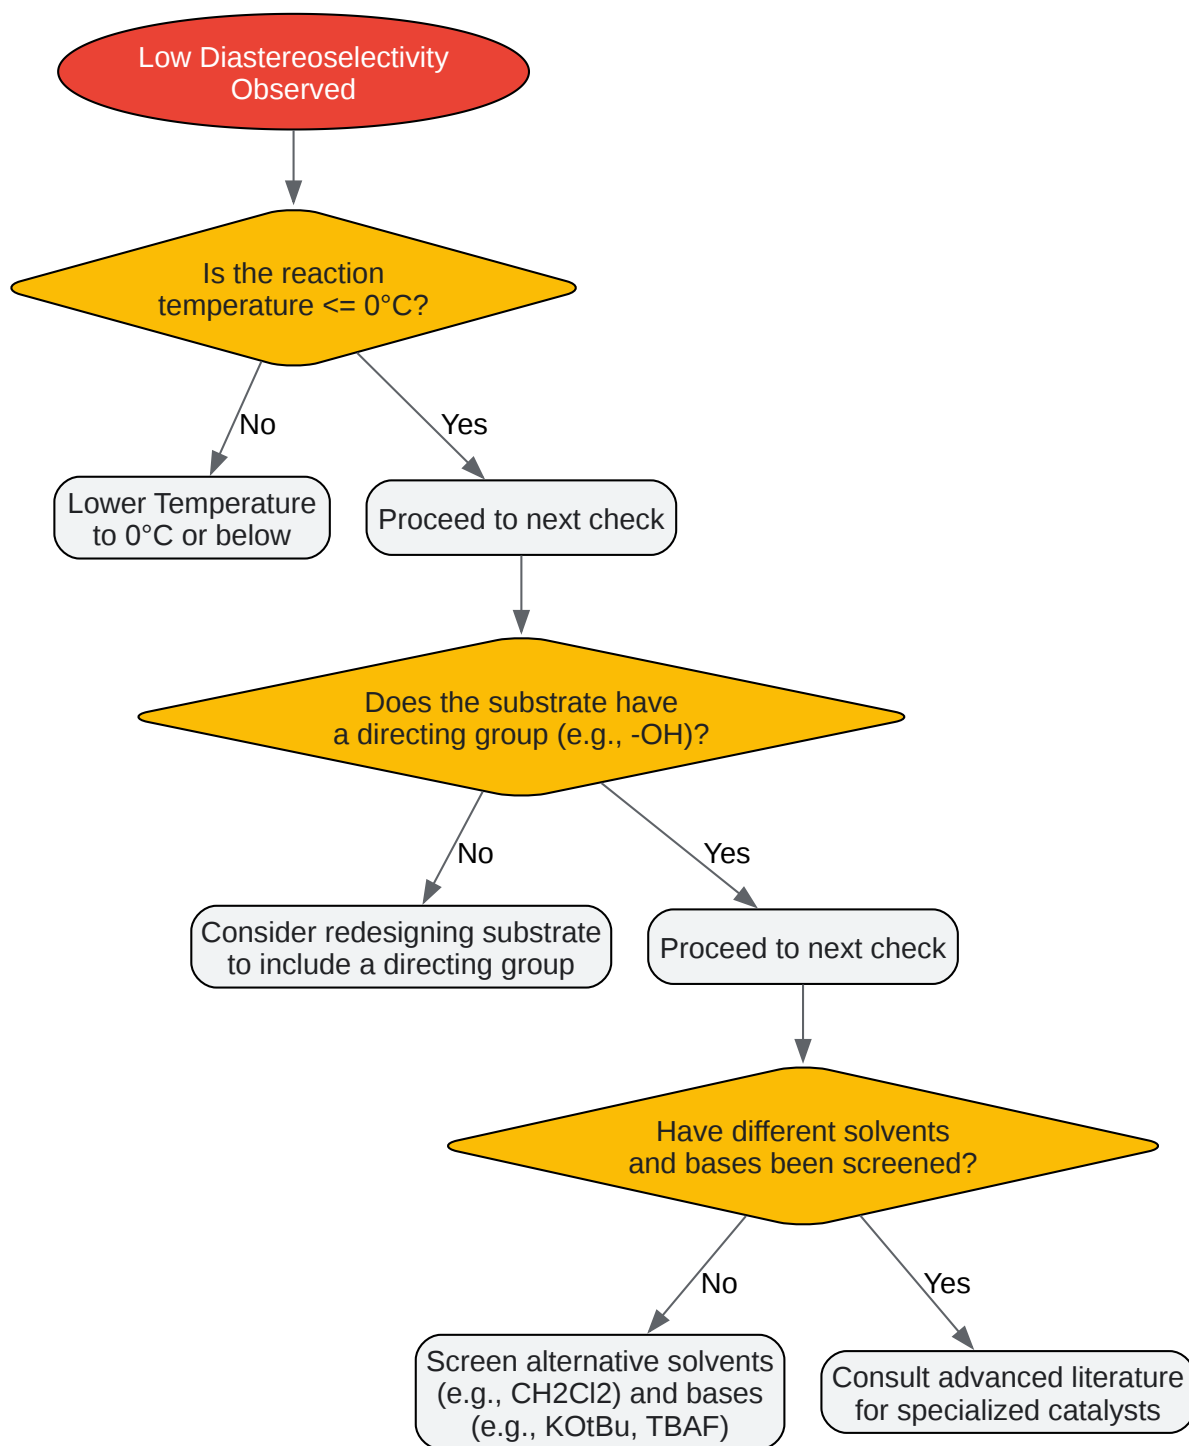 Low Diastereoselectivity
Observed
Is the reaction
temperature <= 0°C?
No
Yes
Lower Temperature
to 0°C or below
Proceed to next check
Does the substrate have
a directing group (e.g., -OH)?
No
Yes
Consider redesigning substrate
to include a directing group
Proceed to next check
Have different solvents
and bases been screened?
No
Yes
Screen alternative solvents
(e.g., CH2Cl2) and bases
(e.g., KOtBu, TBAF)
Consult advanced literature
for specialized catalysts